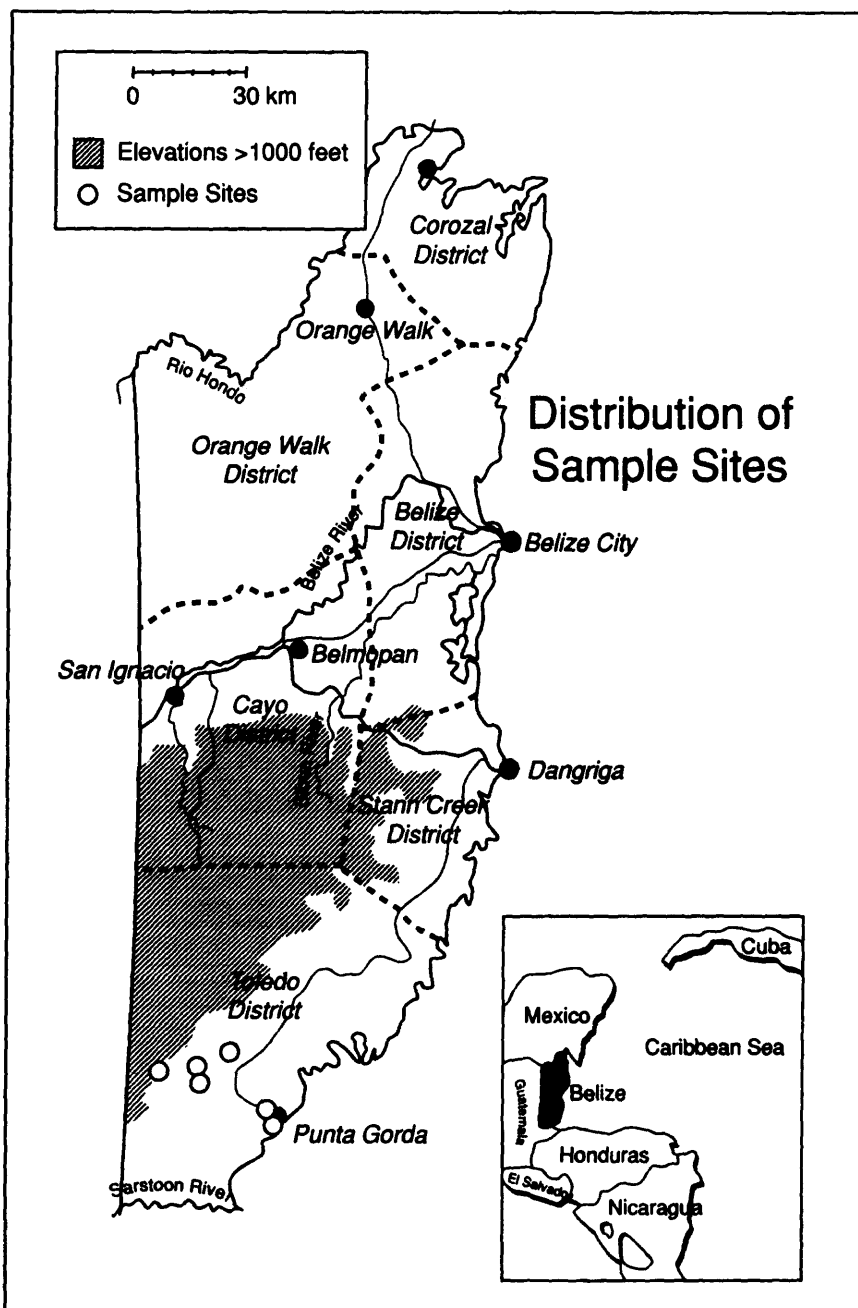 0 30 km
Elevations >1000 feet
Sample Sites
Corozal
District
Orange Walk
Rio Hondo
Distribution of
Sample Sites
Orange Walk
District
Belize River
Belize
District
Belize City
San Ignacio
Belmopan
Cayo
District
River
Dangriga
Stann Creek
District
Toledo
District
Punta Gorda
Sarstoon River
Cuba
Mexico
Caribbean Sea
Guatemala
Belize
Honduras
El Salvador
Nicaragua